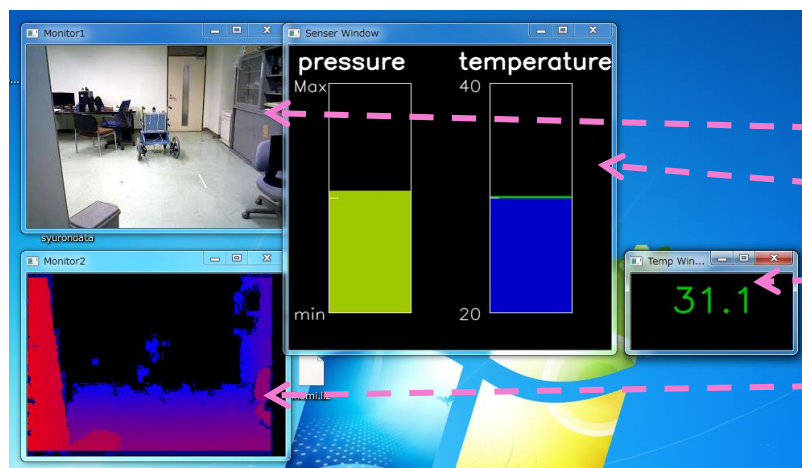 Monitor1
Senser Window
pressure
temperature
Max
40
min
20
syurondata
Monitor2
Temp Win...
31.1